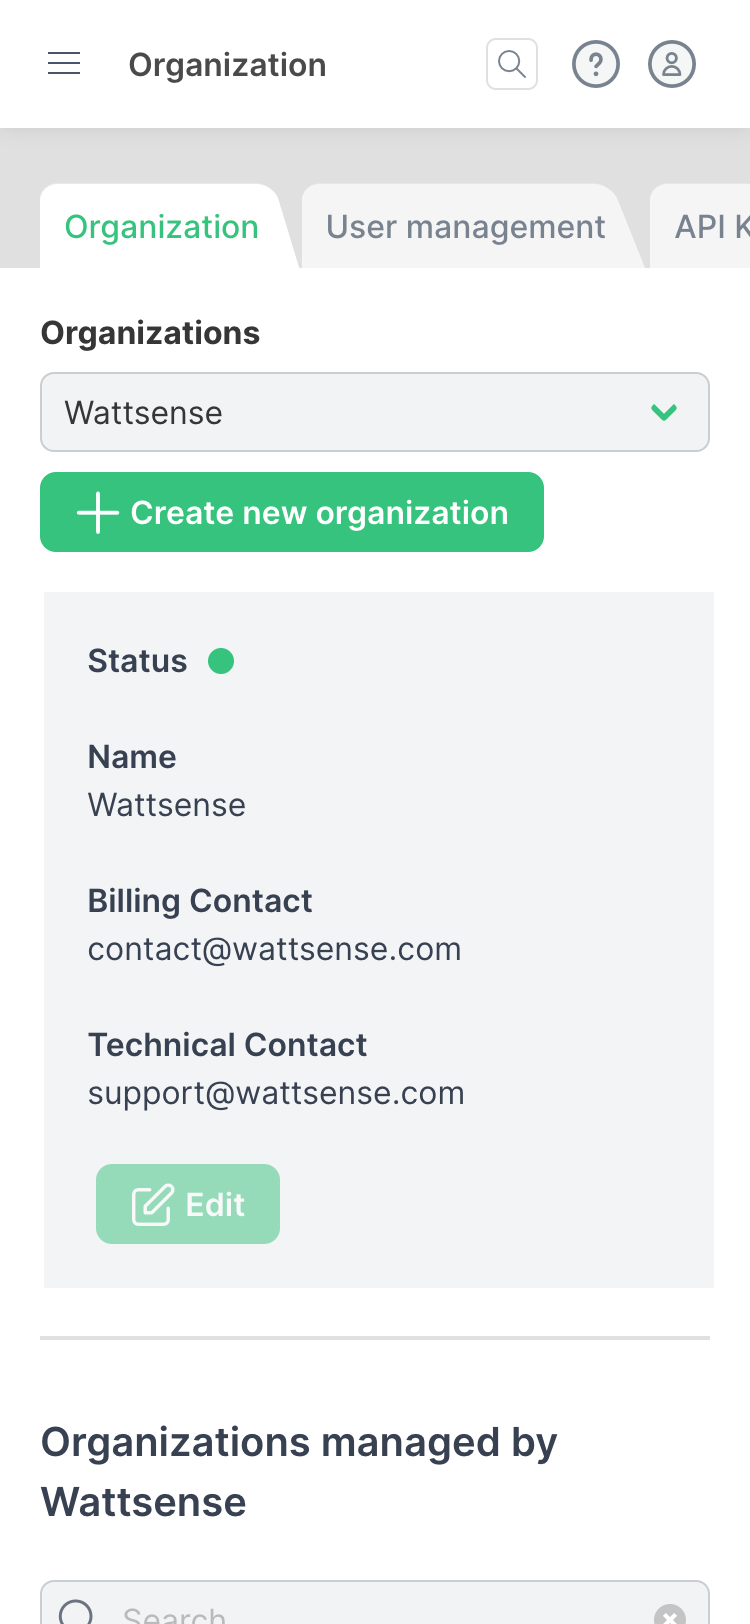 Organization
Organization
User management
API K
Organizations
Wattsense
Create new organization
Status
Name
Wattsense
Billing Contact
contact@wattsense.com
Technical Contact
support@wattsense.com
Edit
Organizations managed by
Wattsense
Search